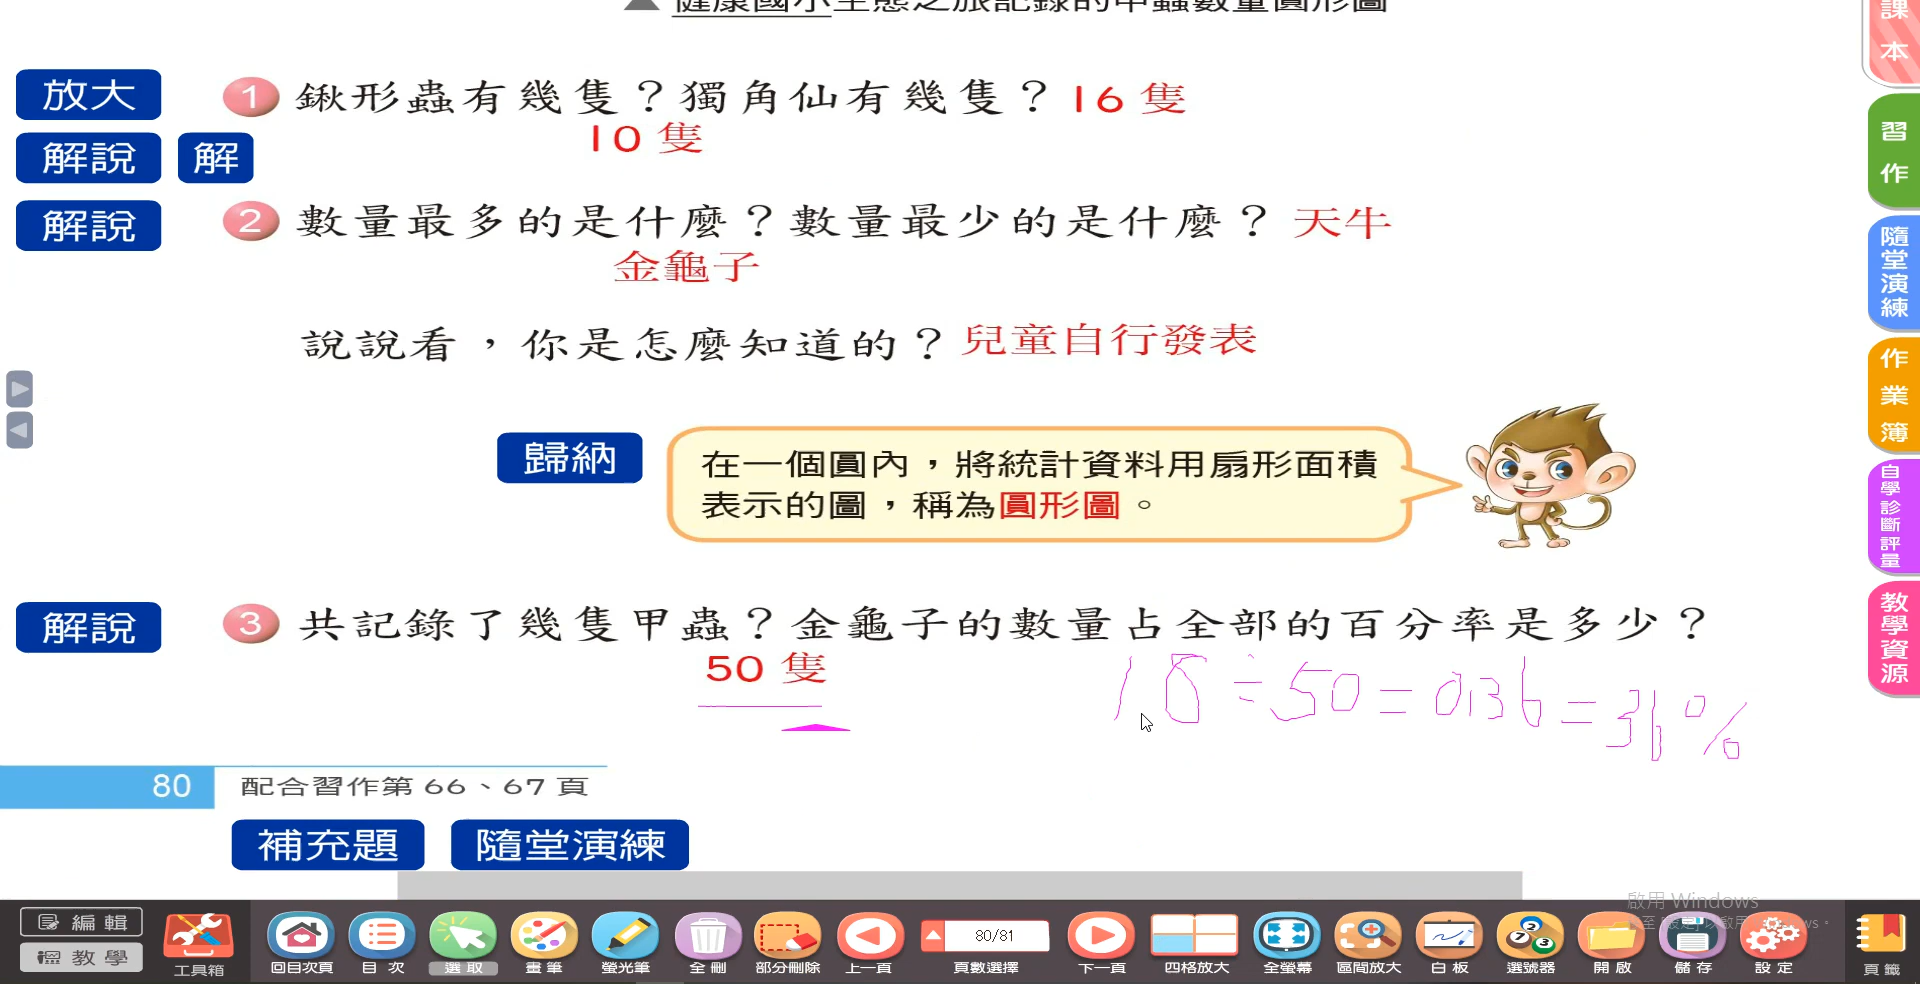 ▲ 健康國小生態之旅記錄的甲蟲數量圓形圖
課本
放大
① 鍬形蟲有幾隻？獨角仙有幾隻？16 隻
10 隻
解說 解
習作
解說
② 數量最多的是什麼？數量最少的是什麼？天牛
金龜子
隨堂演練
說說看，你是怎麼知道的？兒童自行發表
作業簿
歸納
在一個圓內，將統計資料用扇形面積
表示的圖，稱為圓形圖。
自學診斷評量
解說
③ 共記錄了幾隻甲蟲？金龜子的數量占全部的百分率是多少？
50 隻
18÷50=0.36=36%
教學資源
80 配合習作第 66、67 頁
補充題 隨堂演練
啟用 Windows
編輯
教學
工具箱 回目次頁 目次 選取 畫筆 螢光筆 全刪 部分刪除 上一頁 80/81 頁數選擇 下一頁 四格放大 全螢幕 區間放大 白板 選號器 開啟 儲存 設定 頁籤